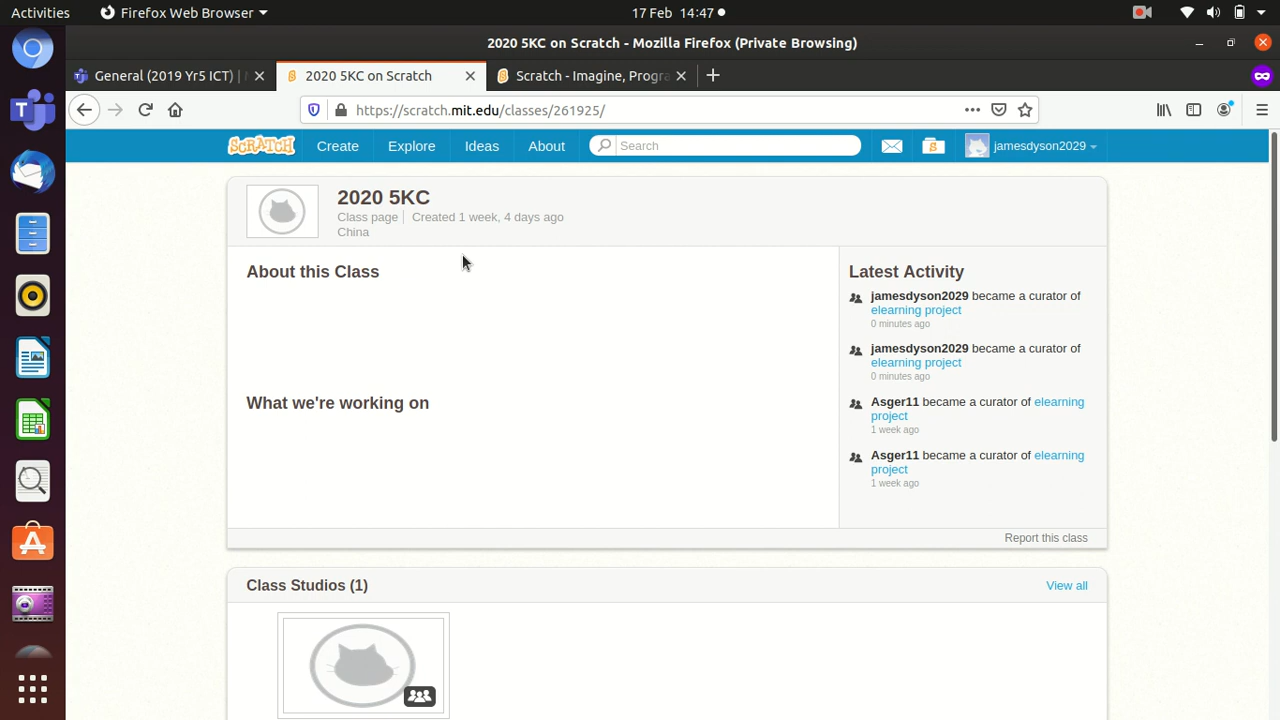 Activities
Firefox Web Browser
17 Feb 14:47
2020 5KC on Scratch - Mozilla Firefox (Private Browsing)
General (2019 Yr5 ICT) |
2020 5KC on Scratch
Scratch - Imagine, Progra
https://scratch.mit.edu/classes/261925/
SCRATCH
Create
Explore
Ideas
About
Search
jamesdyson2029
2020 5KC
Class page | Created 1 week, 4 days ago
China
About this Class
What we're working on
Latest Activity
jamesdyson2029 became a curator of
elearning project
0 minutes ago
jamesdyson2029 became a curator of
elearning project
0 minutes ago
Asger11 became a curator of elearning
project
1 week ago
Asger11 became a curator of elearning
project
1 week ago
Report this class
Class Studios (1)
View all